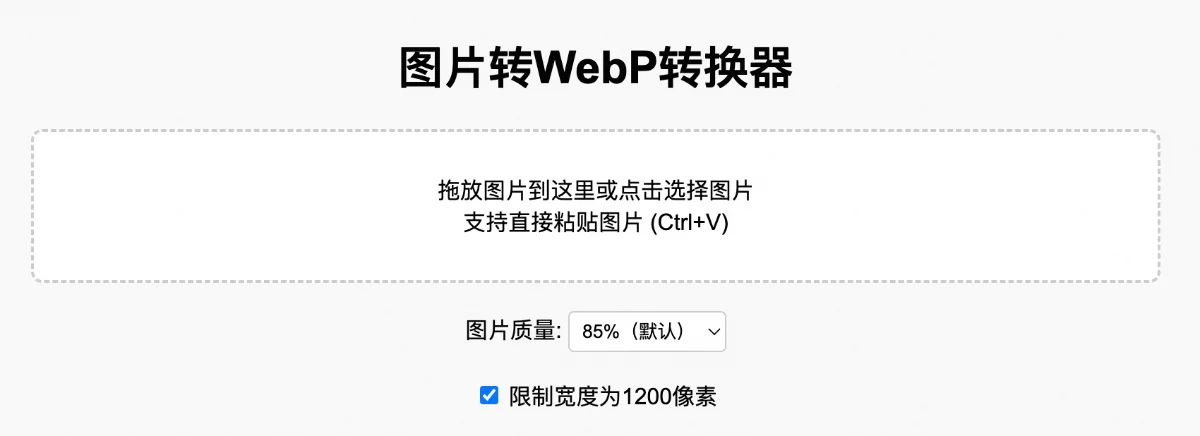 图片转WebP转换器
拖放图片到这里或点击选择图片
支持直接粘贴图片 (Ctrl+V)
图片质量: 85%（默认）
限制宽度为1200像素